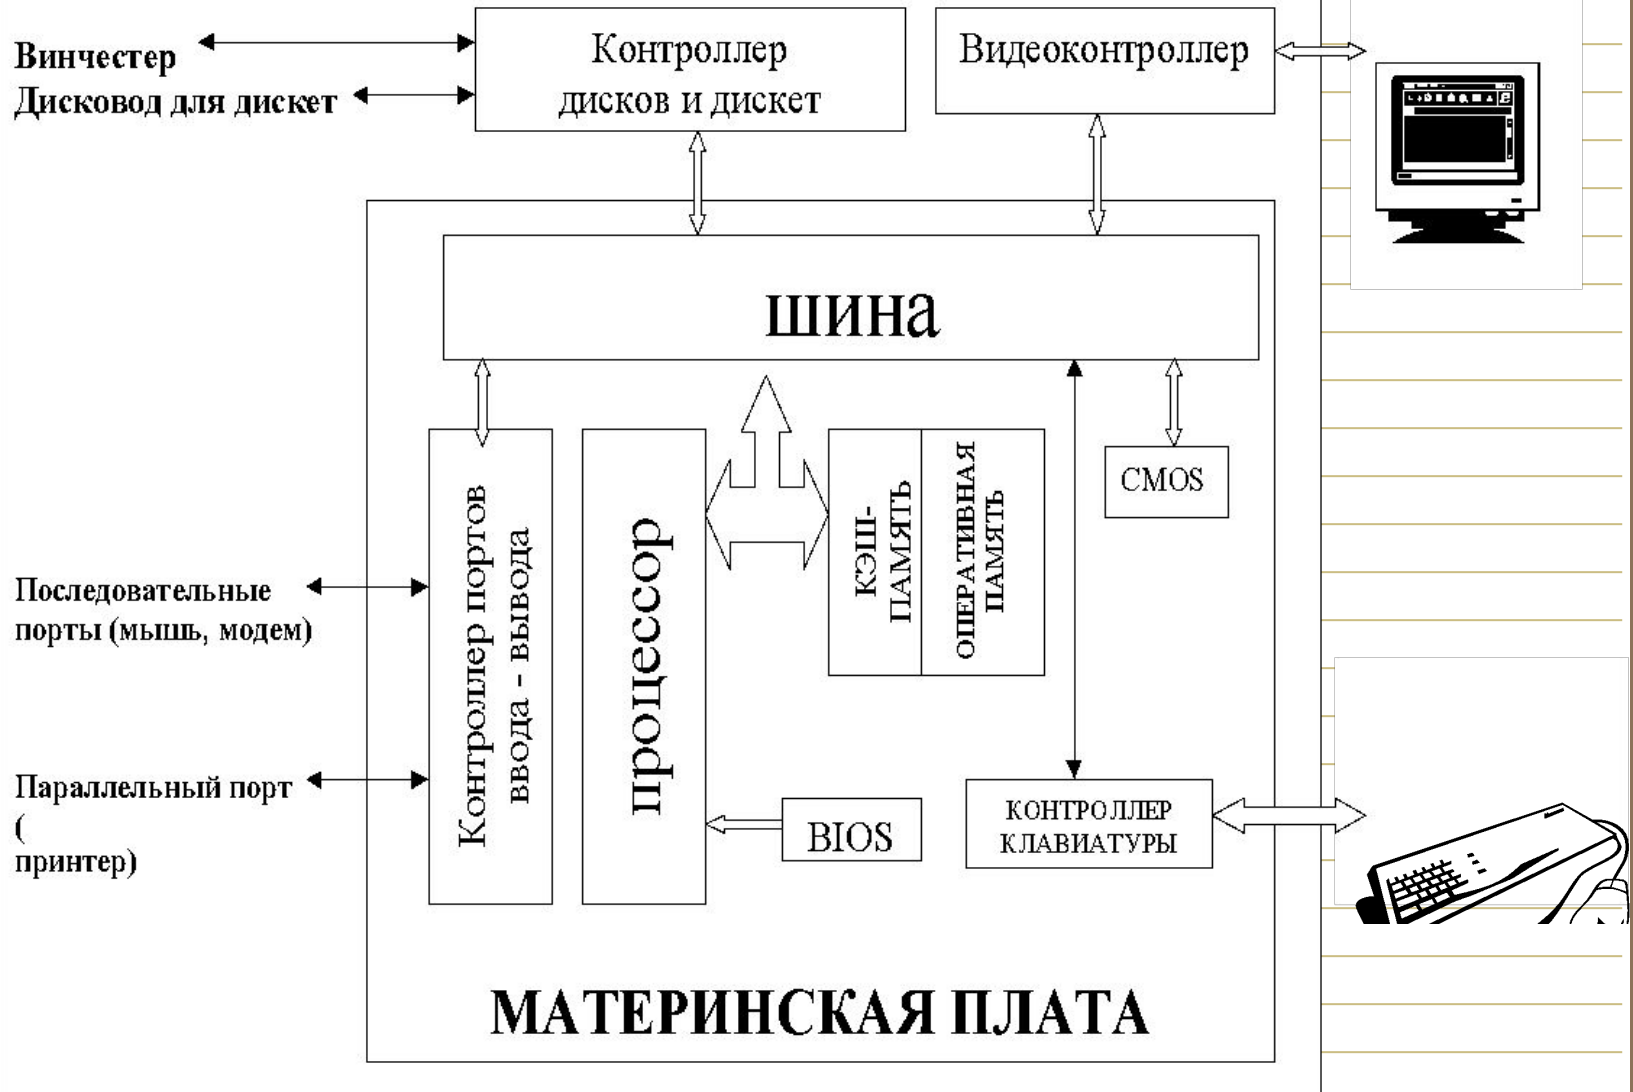 Винчестер
Дисковод для дискет
Контроллер
дисков и дискет
Видеоконтроллер
шина
Контроллер портов
ввода - вывода
процессор
КЭШ-
ПАМЯТЬ
ОПЕРАТИВНАЯ
ПАМЯТЬ
CMOS
Последовательные
порты (мышь, модем)
Параллельный порт
(
принтер)
BIOS
КОНТРОЛЛЕР
КЛАВИАТУРЫ
МАТЕРИНСКАЯ ПЛАТА